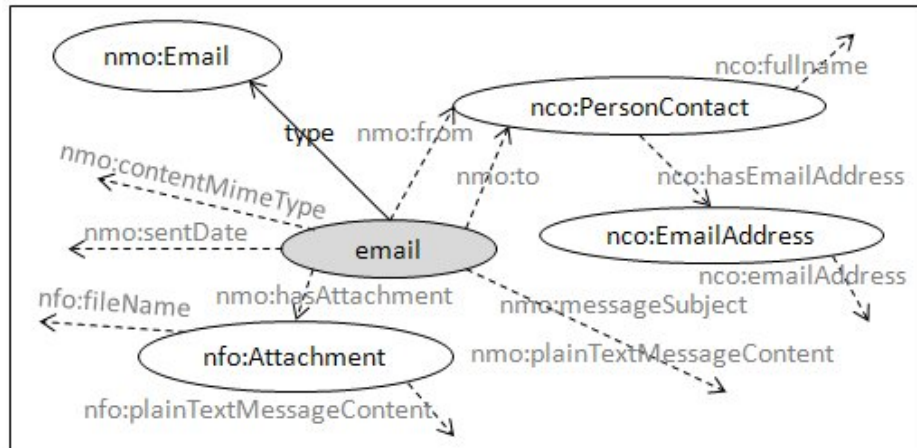 nmo:Email
nco:fullname
nco:PersonContact
type
nmo:from
nmo:contentMimeType
nmo:to
nco:hasEmailAddress
nmo:sentDate
email
nco:EmailAddress
nco:emailAddress
nmo:hasAttachment
nfo:fileName
nmo:messageSubject
nfo:Attachment
nmo:plainTextMessageContent
nfo:plainTextMessageContent